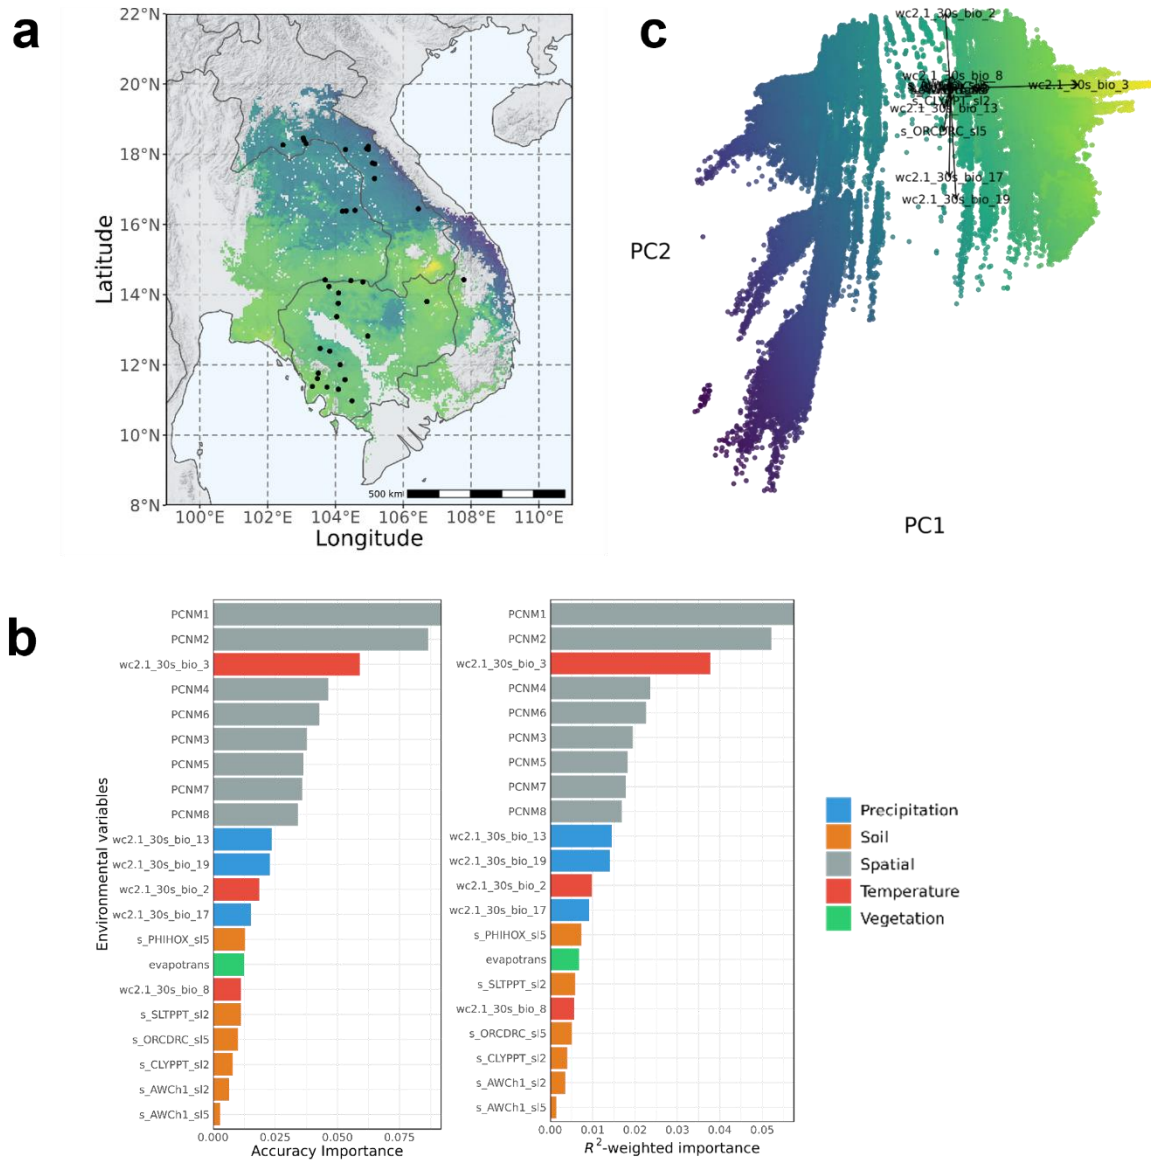 a
22°N
20°N
18°N
16°N
14°N
12°N
10°N
8°N
Latitude
500 km
100°E 102°E 104°E 106°E 108°E 110°E
Longitude
c
wc2.1_30s_bio_2
wc2.1_30s_bio_8
wc2.1_30s_bio_3
s_CLYPPT_sl2
wc2.1_30s_bio_13
s_ORCDRC_sl5
wc2.1_30s_bio_17
wc2.1_30s_bio_19
PC2
PC1
b
Environmental variables
PCNM1
PCNM2
wc2.1_30s_bio_3
PCNM4
PCNM6
PCNM3
PCNM5
PCNM7
PCNM8
wc2.1_30s_bio_13
wc2.1_30s_bio_19
wc2.1_30s_bio_2
wc2.1_30s_bio_17
s_PHIHOX_sl5
evapotrans
wc2.1_30s_bio_8
s_SLTPPT_sl2
s_ORCDRC_sl5
s_CLYPPT_sl2
s_AWCh1_sl2
s_AWCh1_sl5
0.000 0.025 0.050 0.075
Accuracy Importance
PCNM1
PCNM2
wc2.1_30s_bio_3
PCNM4
PCNM6
PCNM3
PCNM5
PCNM7
PCNM8
wc2.1_30s_bio_13
wc2.1_30s_bio_19
wc2.1_30s_bio_2
wc2.1_30s_bio_17
s_PHIHOX_sl5
evapotrans
s_SLTPPT_sl2
wc2.1_30s_bio_8
s_ORCDRC_sl5
s_CLYPPT_sl2
s_AWCh1_sl2
s_AWCh1_sl5
0.00 0.01 0.02 0.03 0.04 0.05
R²-weighted importance
Precipitation
Soil
Spatial
Temperature
Vegetation